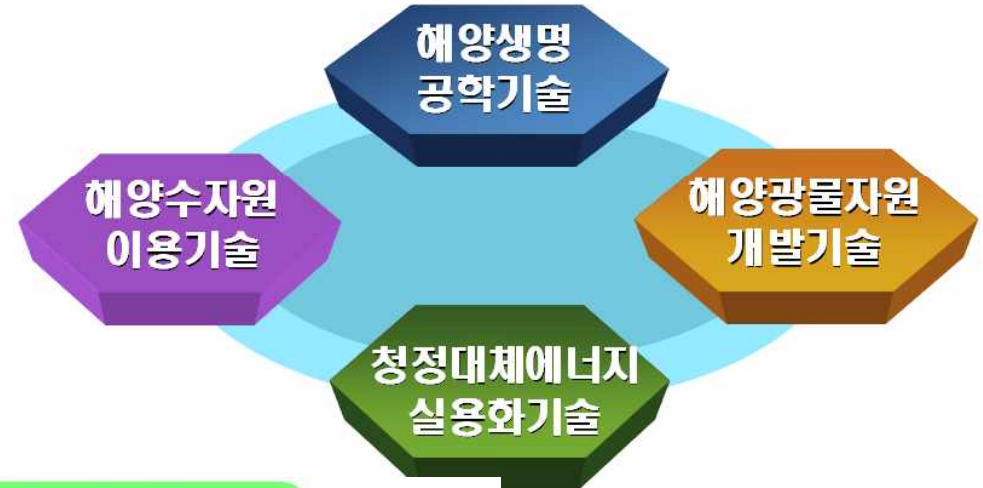 해양생명
공학기술
해양수자원
이용기술
해양광물자원
개발기술
청정대체에너지
실용화기술